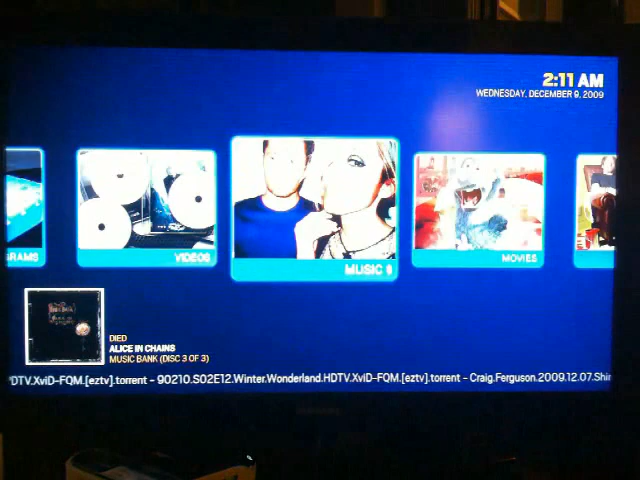 2:11 AM
WEDNESDAY, DECEMBER 9, 2009
VIDEOS
MUSIC
MOVIES
DIED
ALICE IN CHAINS
MUSIC BANK (DISC 3 OF 3)
DTV.XviD-FQM.[eztv].torrent - 90210.S02E12.Winter.Wonderland.HDTV.XviD-FQM.[eztv].torrent - Craig.Ferguson.2009.12.07.Shir